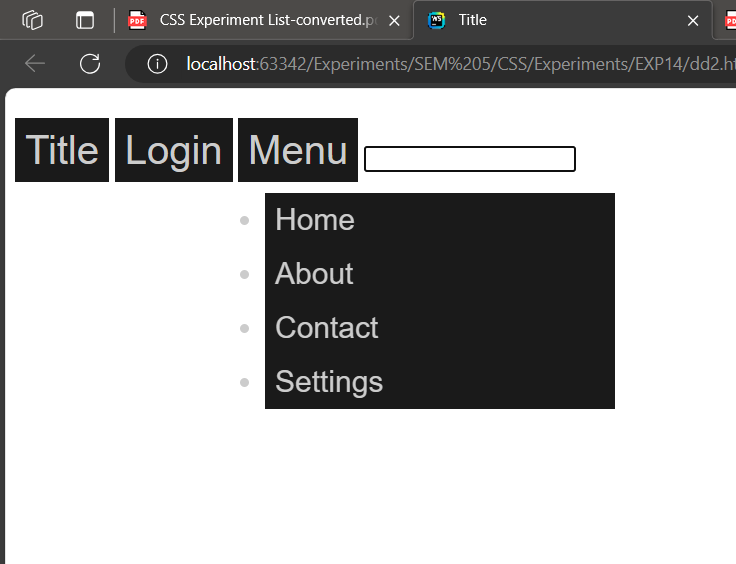 CSS Experiment List-converted.p
Title
localhost:63342/Experiments/SEM%205/CSS/Experiments/EXP14/dd2.h
Title Login Menu
Home
About
Contact
Settings